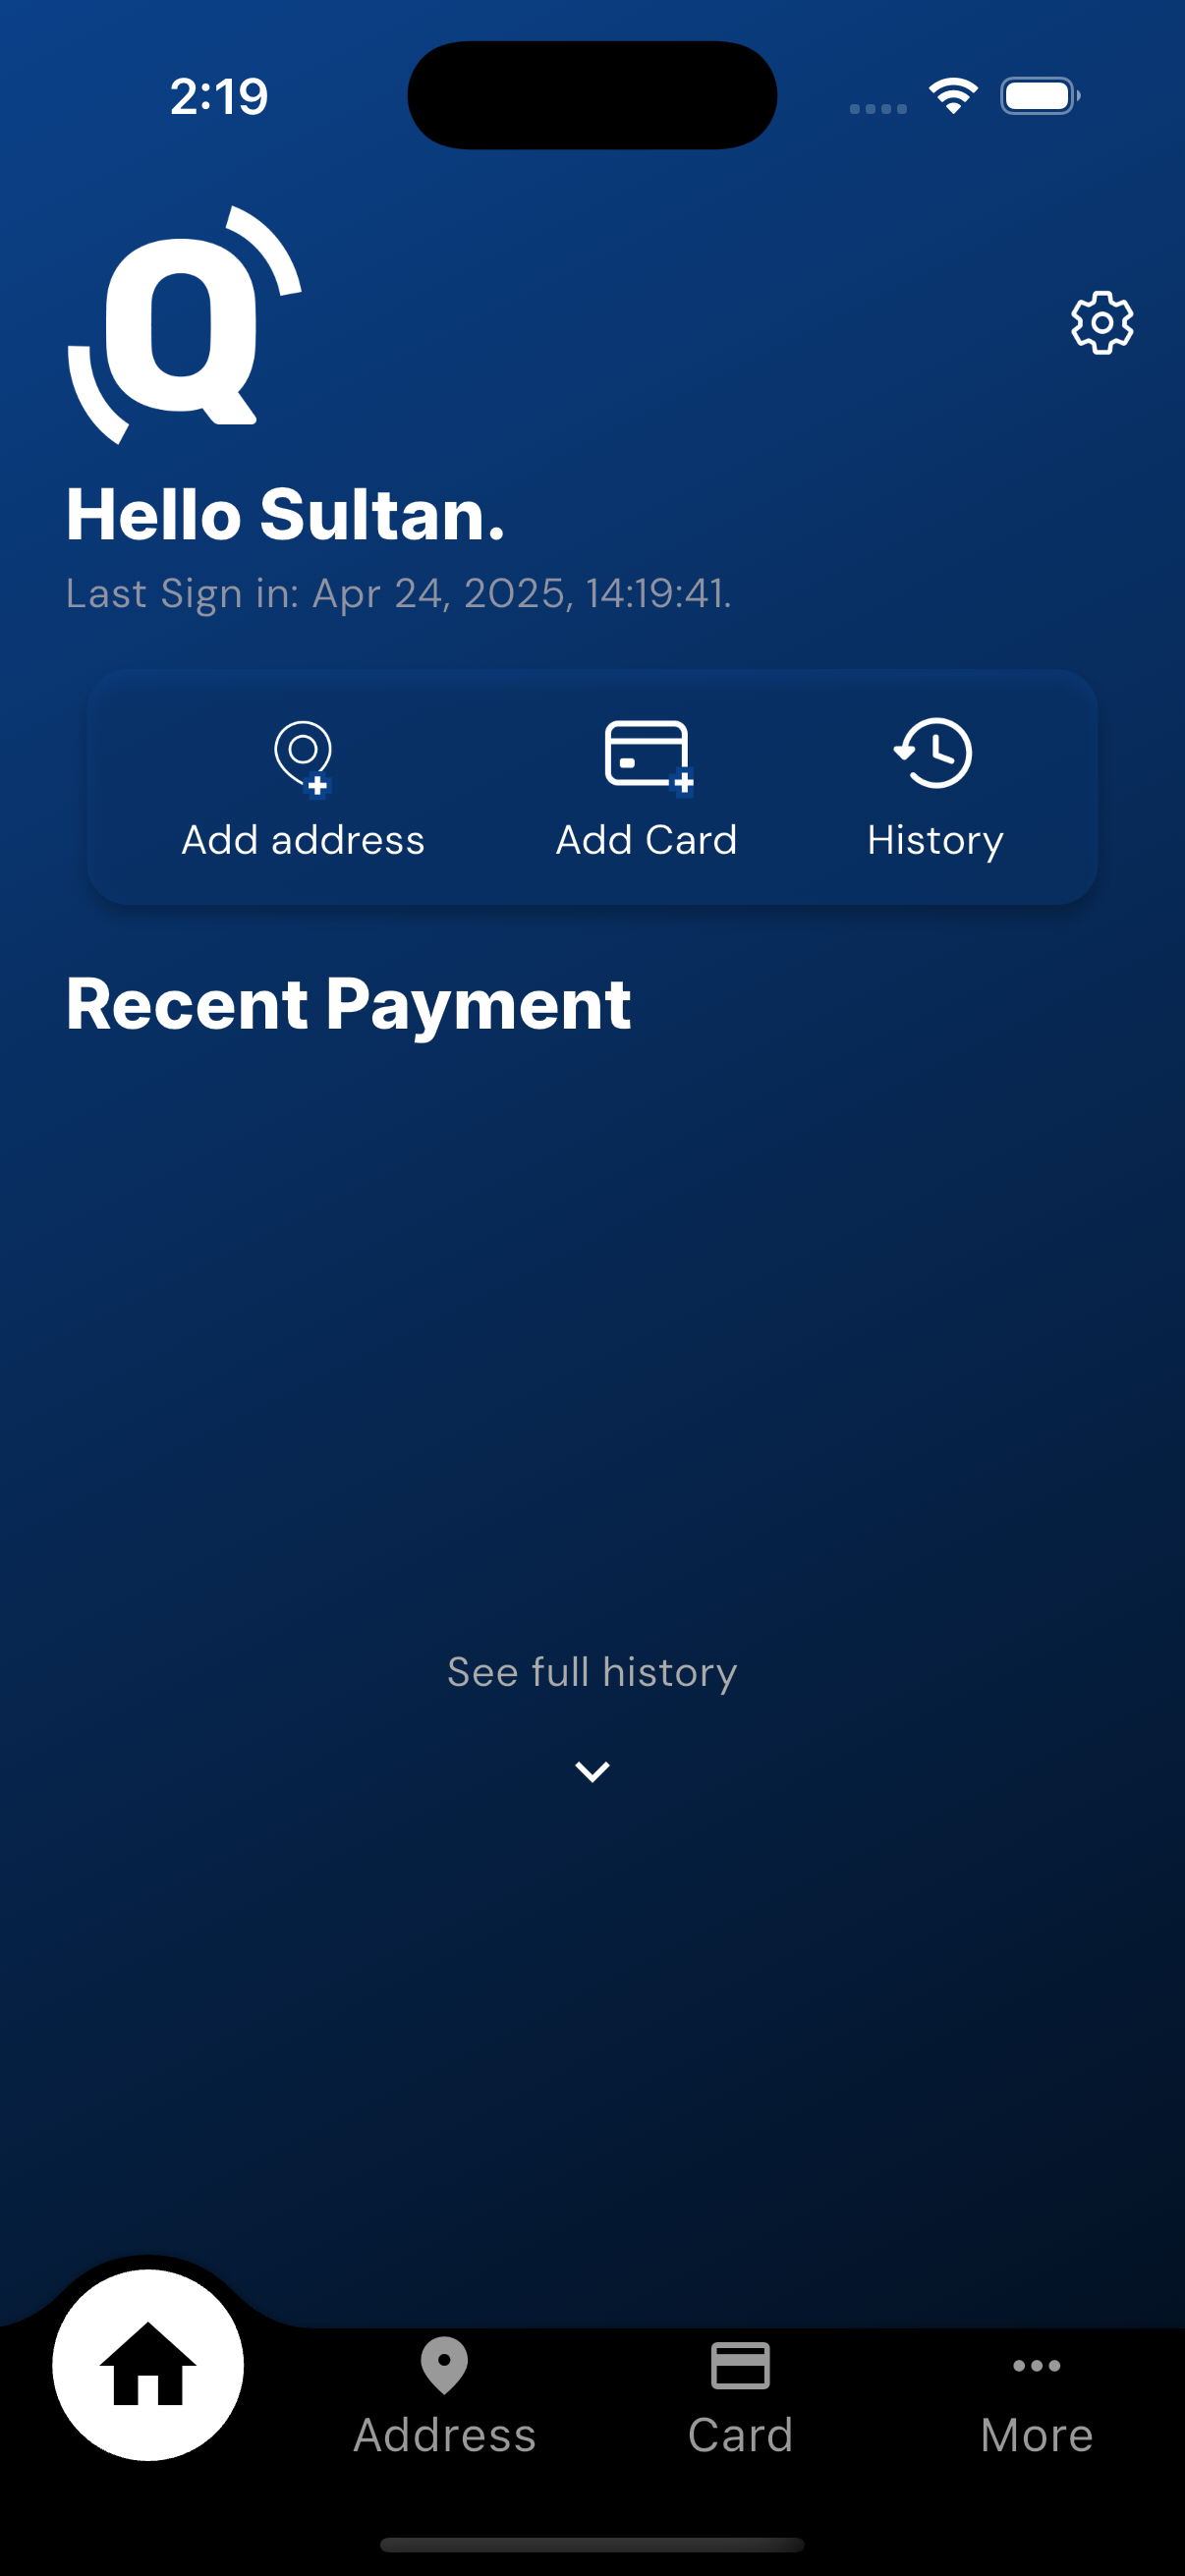 2:19
Q
Hello Sultan.
Last Sign in: Apr 24, 2025, 14:19:41.
Add address
Add Card
History
Recent Payment
See full history
Address
Card
More